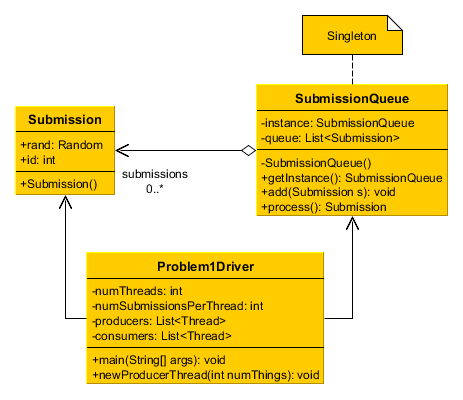 Singleton
SubmissionQueue
-instance: SubmissionQueue
-queue: List<Submission>
-SubmissionQueue()
+getInstance(): SubmissionQueue
+add(Submission s): void
+process(): Submission
Submission
+rand: Random
+id: int
+Submission()
submissions
0..*
Problem1Driver
-numThreads: int
-numSubmissionsPerThread: int
-producers: List<Thread>
-consumers: List<Thread>
+main(String[] args): void
+newProducerThread(int numThings): void